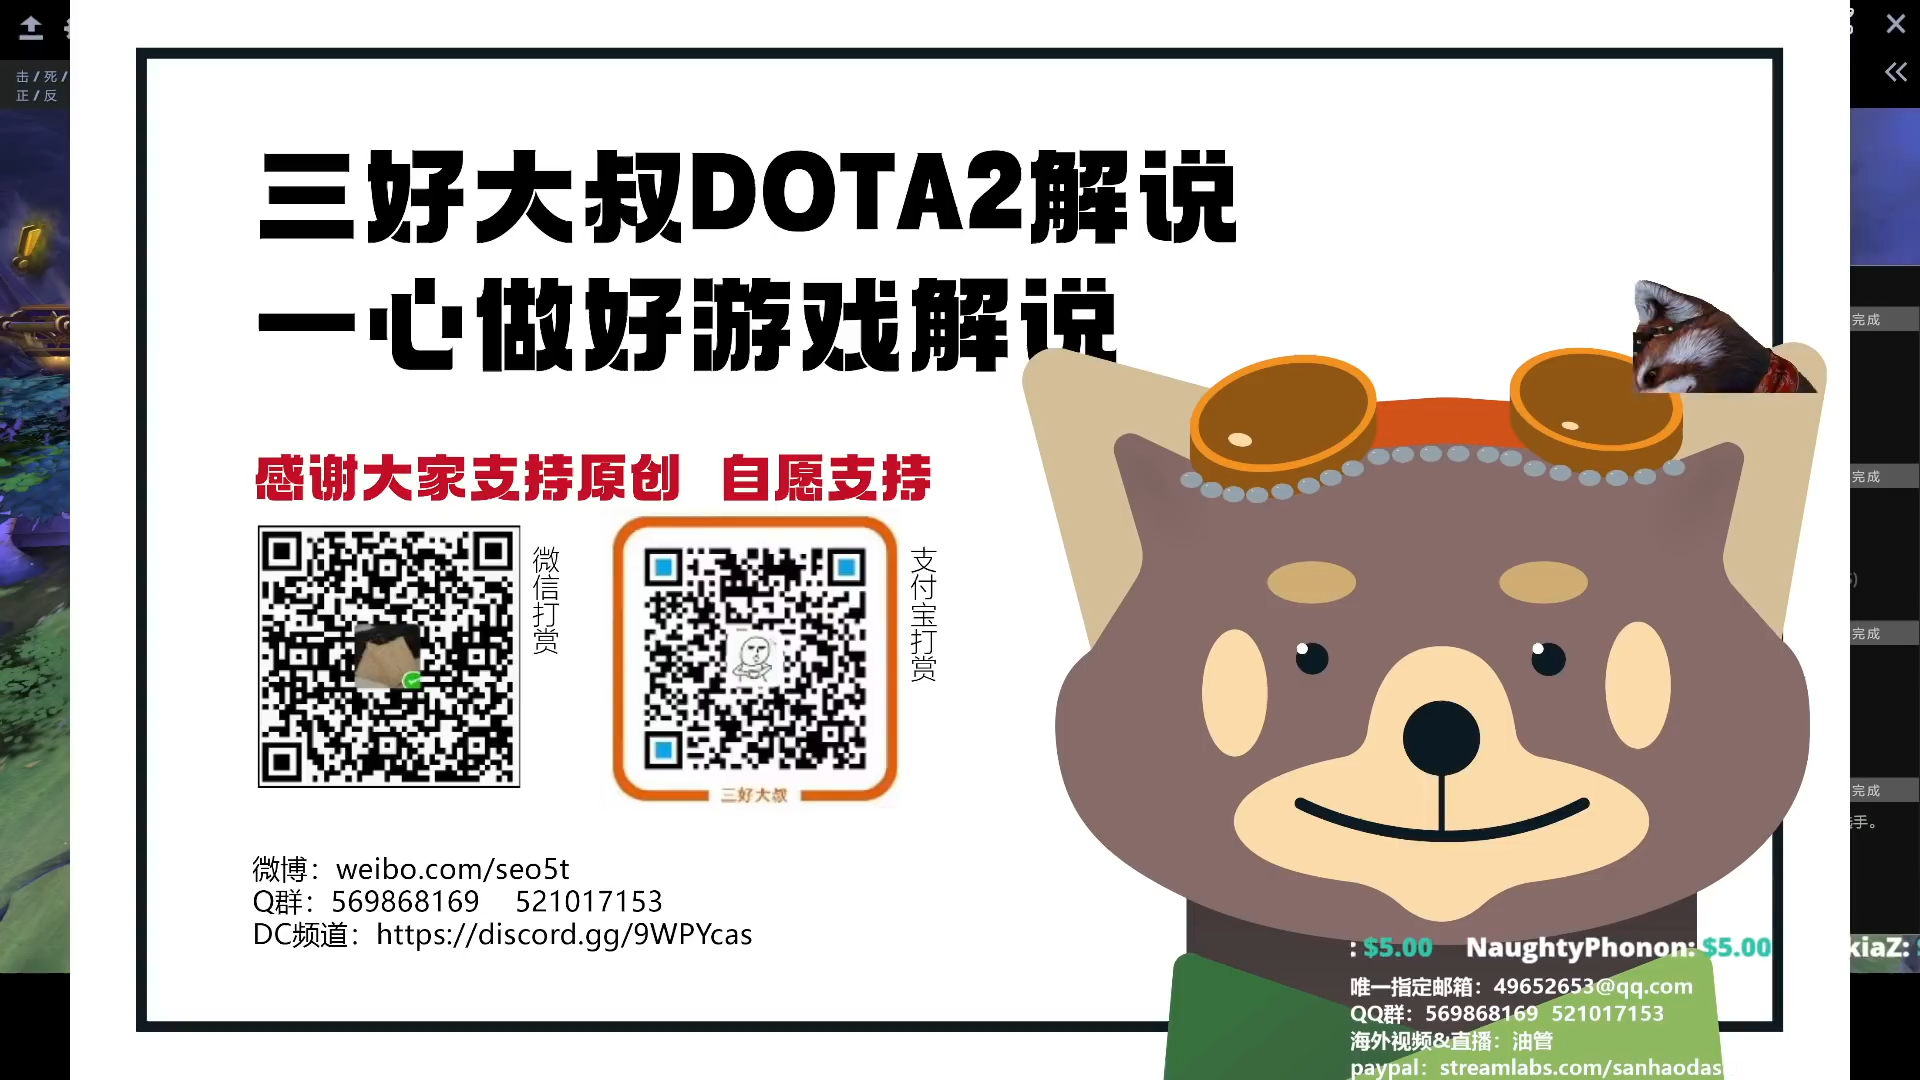 击 / 死 /
正 / 反
三好大叔DOTA2解说
一心做好游戏解说
感谢大家支持原创 自愿支持
微信打赏
支付宝打赏
三好大叔
微博：weibo.com/seo5t
Q群：569868169 521017153
DC频道：https://discord.gg/9WPYcas
完成
完成
完成
完成
手。
: $5.00 NaughtyPhonon: $5.00 kiaZ:
唯一指定邮箱：49652653@qq.com
QQ群：569868169 521017153
海外视频&直播：油管
paypal：streamlabs.com/sanhaodas